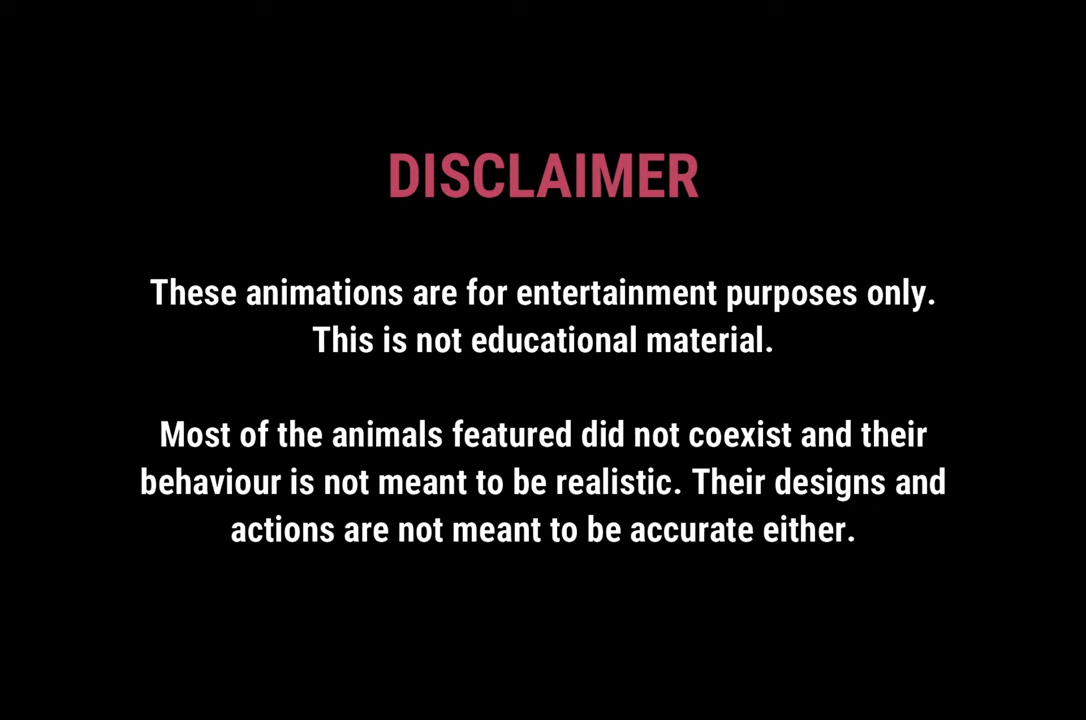 DISCLAIMER
These animations are for entertainment purposes only.
This is not educational material.
Most of the animals featured did not coexist and their
behaviour is not meant to be realistic. Their designs and
actions are not meant to be accurate either.